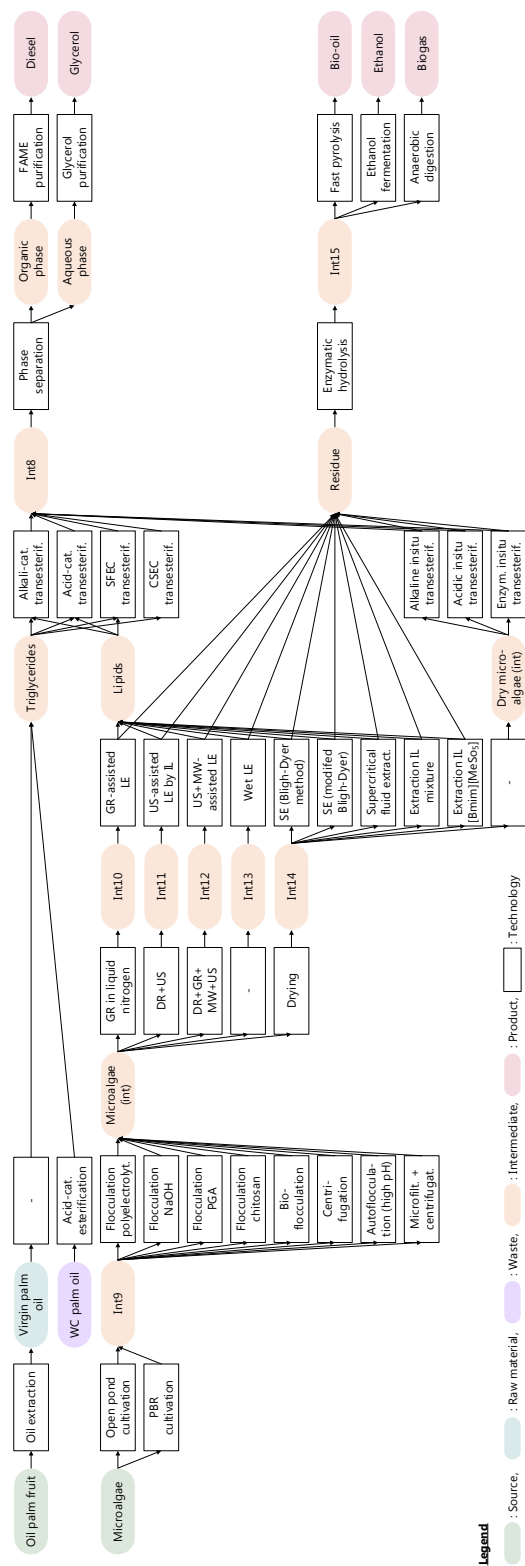 Oil palm fruit
Oil extraction
Virgin palm
oil
-
Triglycerides
Alkali-cat.
transesterif.
Int8
Phase
separation
Organic
phase
FAME
purification
Diesel
WC palm oil
Acid-cat.
esterification
Acid-cat.
transesterif.
Aqueous
phase
Glycerol
purification
Glycerol
Lipids
SFEC
transesterif.
CSEC
transesterif.
Microalgae
Open pond
cultivation
PBR
cultivation
Int9
Flocculation
polyelectrolyt.
Flocculation
NaOH
Flocculation
PGA
Flocculation
chitosan
Bio-
flocculation
Centri-
fugation
Autofloccula-
tion (high pH)
Microfilt. +
centrifugat.
Microalgae
(int)
GR in liquid
nitrogen
DR+US
DR+GR+
MW+US
-
Drying
Int10
Int11
Int12
Int13
Int14
GR-assisted
LE
US-assisted
LE by IL
US+MW-
assisted LE
Wet LE
SE (Bligh-Dyer
method)
SE (modifed
Bligh-Dyer)
Supercritical
fluid extract.
Extraction IL
mixture
Extraction IL
[Bmim][MeSO₅]
-
Dry micro-
algae (int)
Alkaline insitu
transesterif.
Acidic insitu
transesterif.
Enzym. insitu
transesterif.
Residue
Enzymatic
hydrolysis
Int15
Fast pyrolysis
Ethanol
fermentation
Anaerobic
digestion
Bio-oil
Ethanol
Biogas
Legend
: Source,
: Raw material,
: Waste,
: Intermediate,
: Product,
: Technology